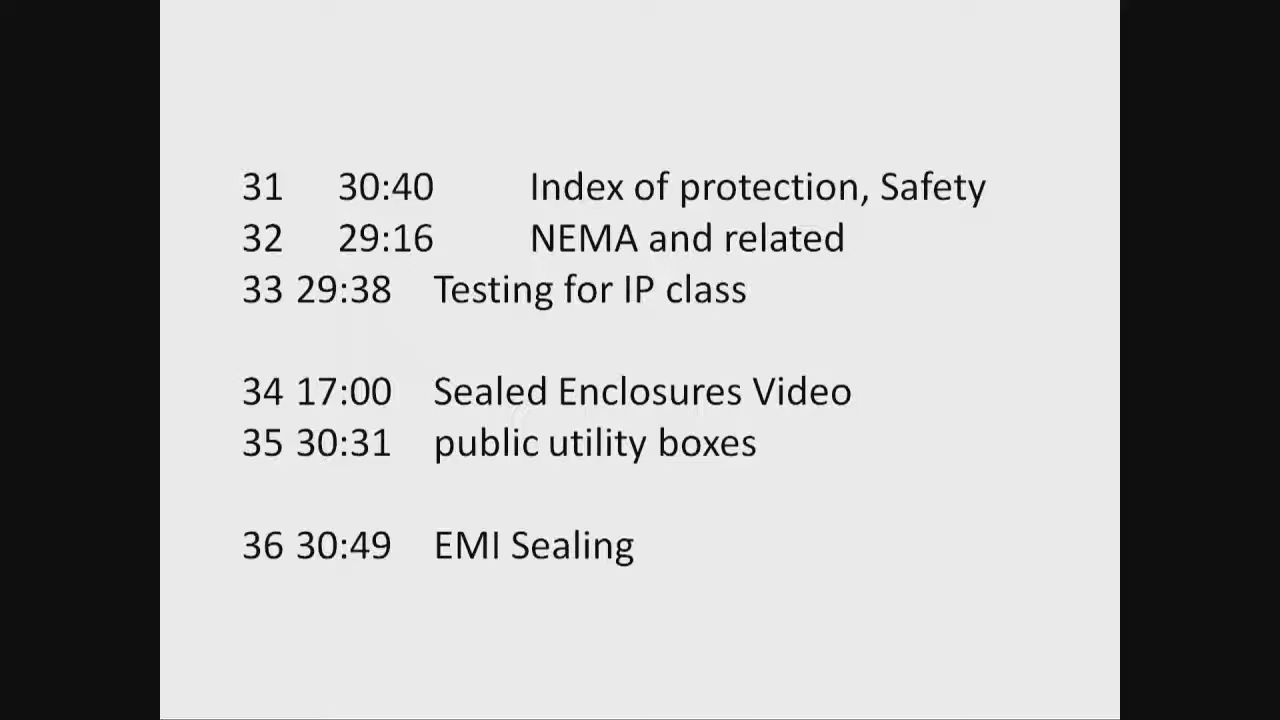 31 30:40 Index of protection, Safety
32 29:16 NEMA and related
33 29:38 Testing for IP class
34 17:00 Sealed Enclosures Video
35 30:31 public utility boxes
36 30:49 EMI Sealing